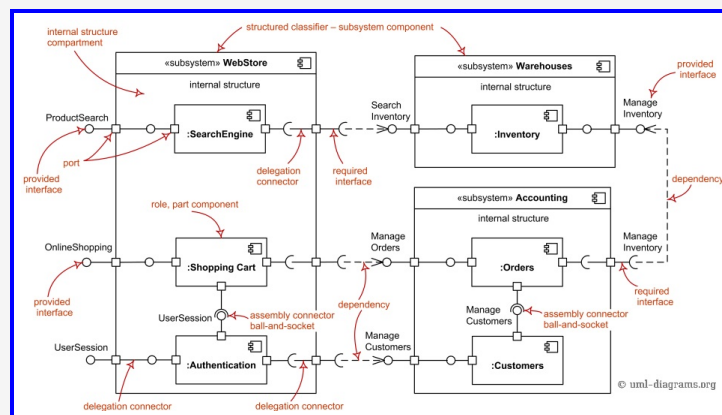 structured classifier – subsystem component
internal structure
compartment
«subsystem» WebStore
internal structure
«subsystem» Warehouses
internal structure
provided
interface
ProductSearch
:SearchEngine
Search
Inventory
:Inventory
Manage
Inventory
port
provided
interface
delegation
connector
required
interface
dependency
role, part component
«subsystem» Accounting
internal structure
OnlineShopping
:Shopping Cart
Manage
Orders
:Orders
Manage
Inventory
provided
interface
dependency
required
interface
UserSession
assembly connector
ball-and-socket
Manage
Customers
assembly connector
ball-and-socket
UserSession
:Authentication
Manage
Customers
:Customers
delegation connector
delegation connector
© uml-diagrams.org